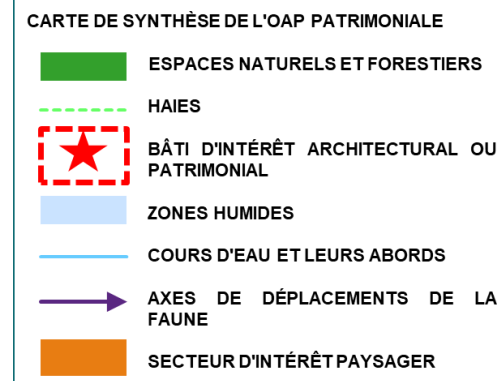 CARTE DE SYNTHÈSE DE L'OAP PATRIMONIALE
ESPACES NATURELS ET FORESTIERS
HAIES
BÂTI D'INTÉRÊT ARCHITECTURAL OU
PATRIMONIAL
ZONES HUMIDES
COURS D'EAU ET LEURS ABORDS
AXES DE DÉPLACEMENTS DE LA
FAUNE
SECTEUR D'INTÉRÊT PAYSAGER